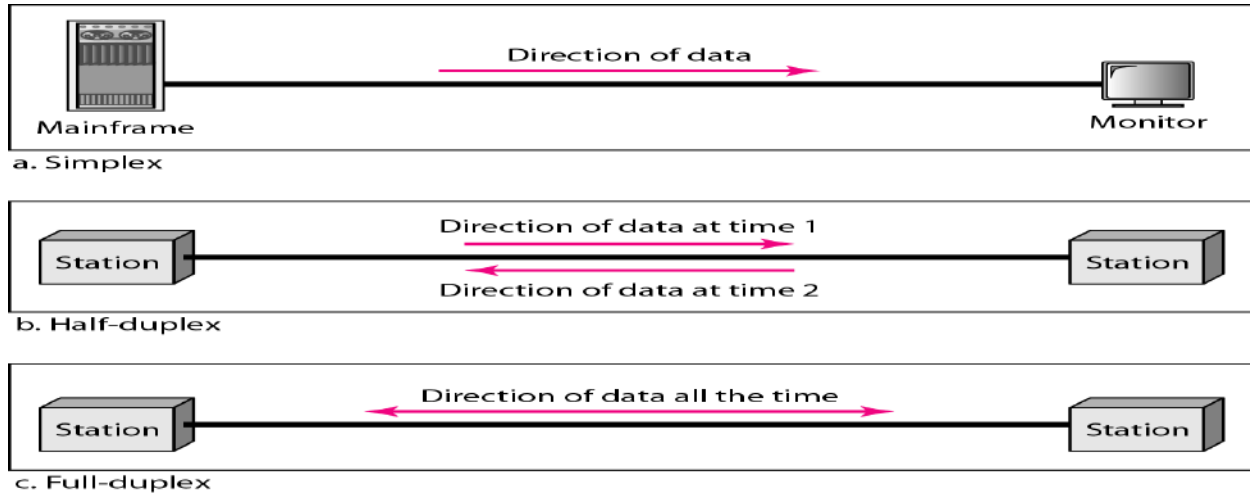 Direction of data
Mainframe
Monitor
a. Simplex
Direction of data at time 1
Station
Station
Direction of data at time 2
b. Half-duplex
Direction of data all the time
Station
Station
c. Full-duplex